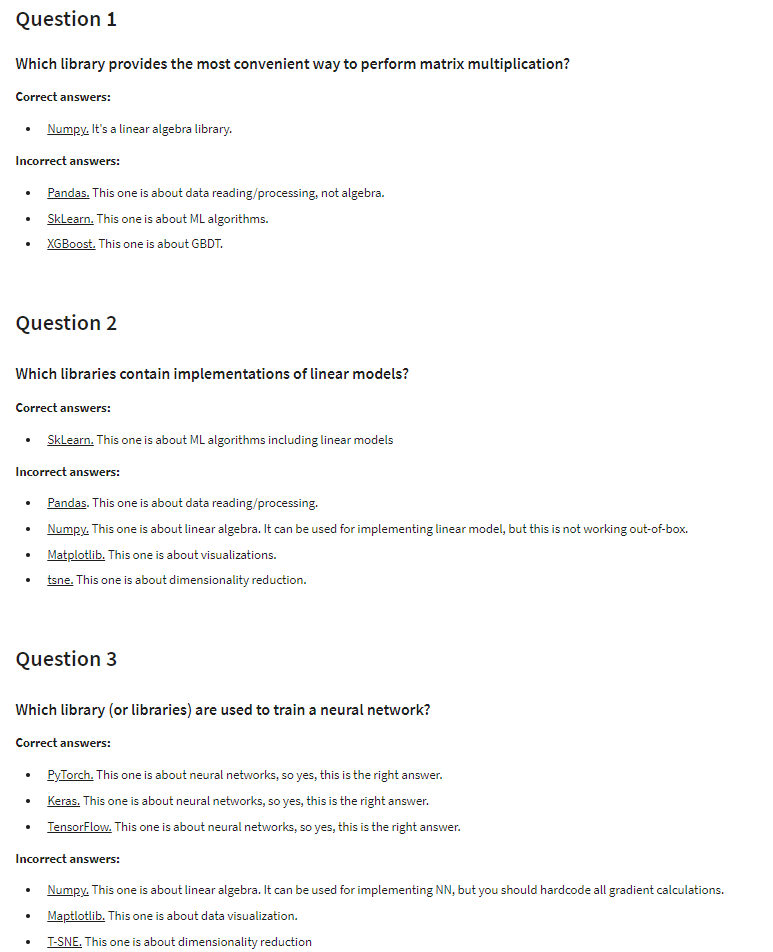 Question 1
Which library provides the most convenient way to perform matrix multiplication?
Correct answers:
• Numpy. It's a linear algebra library.
Incorrect answers:
• Pandas. This one is about data reading/processing, not algebra.
• SkLearn. This one is about ML algorithms.
• XGBoost. This one is about GBDT.
Question 2
Which libraries contain implementations of linear models?
Correct answers:
• SkLearn. This one is about ML algorithms including linear models
Incorrect answers:
• Pandas. This one is about data reading/processing.
• Numpy. This one is about linear algebra. It can be used for implementing linear model, but this is not working out-of-box.
• Matplotlib. This one is about visualizations.
• tsne. This one is about dimensionality reduction.
Question 3
Which library (or libraries) are used to train a neural network?
Correct answers:
• PyTorch. This one is about neural networks, so yes, this is the right answer.
• Keras. This one is about neural networks, so yes, this is the right answer.
• TensorFlow. This one is about neural networks, so yes, this is the right answer.
Incorrect answers:
• Numpy. This one is about linear algebra. It can be used for implementing NN, but you should hardcode all gradient calculations.
• Maptlotlib. This one is about data visualization.
• T-SNE. This one is about dimensionality reduction